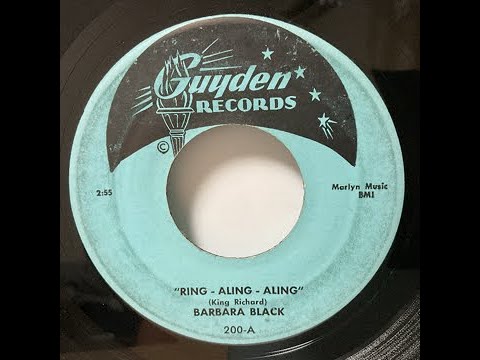 Guyden
RECORDS
©
2:55
Marlyn Music
BMI
"RING - ALING - ALING"
(King Richard)
BARBARA BLACK
200-A